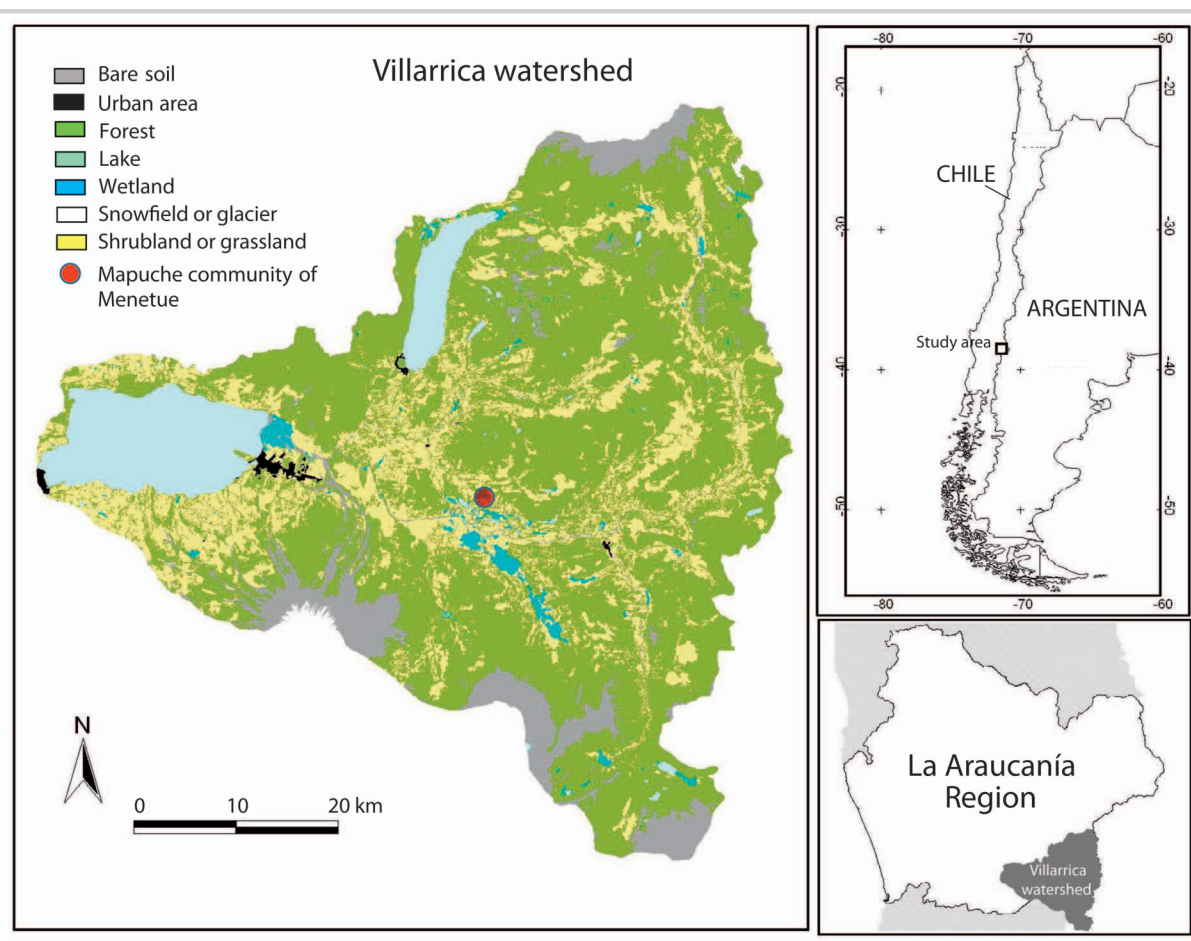 Villarrica watershed
Bare soil
Urban area
Forest
Lake
Wetland
Snowfield or glacier
Shrubland or grassland
Mapuche community of
Menetue
N
0 10 20 km
-80 -70 -60
-20 -20
CHILE
-30 -30
ARGENTINA
Study area
-40 -40
-50 -50
-80 -70 -60
La Araucanía
Region
Villarrica
watershed